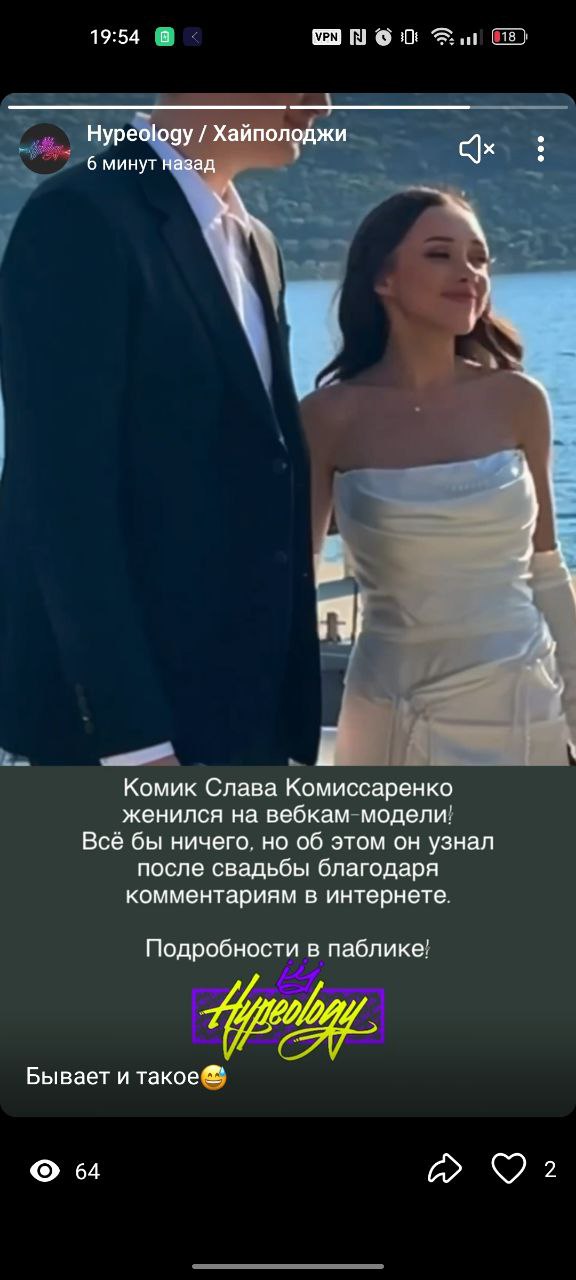 19:54
VPN
18
Hypeology / Хайполоджи
6 минут назад
Комик Слава Комиссаренко
женился на вебкам-модели!
Всё бы ничего, но об этом он узнал
после свадьбы благодаря
комментариям в интернете.
Подробности в паблике!
Hypeology
Бывает и такое😅
64
2